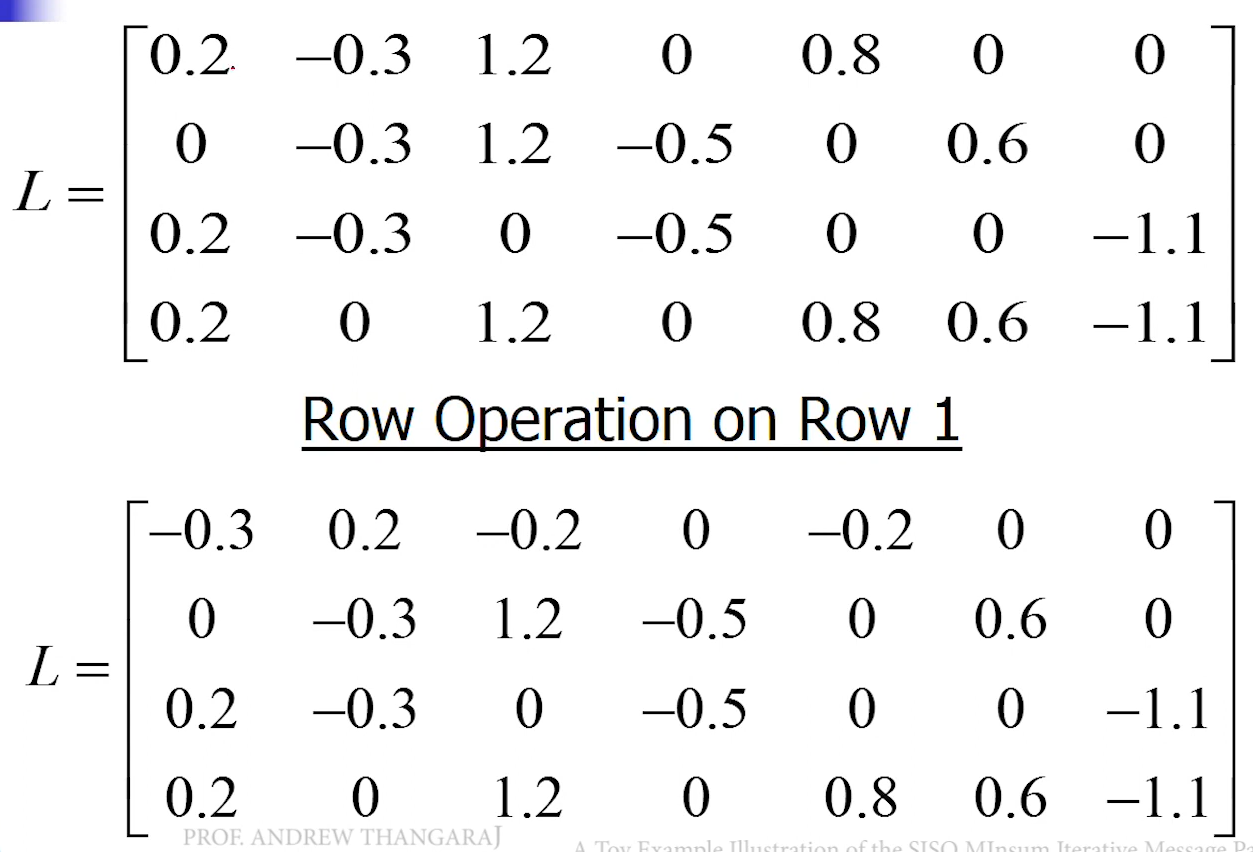 0.2 –0.3 1.2 0 0.8 0 0
0 –0.3 1.2 –0.5 0 0.6 0
L =
0.2 –0.3 0 –0.5 0 0 –1.1
0.2 0 1.2 0 0.8 0.6 –1.1
Row Operation on Row 1
–0.3 0.2 –0.2 0 –0.2 0 0
0 –0.3 1.2 –0.5 0 0.6 0
L =
0.2 –0.3 0 –0.5 0 0 –1.1
0.2 0 1.2 0 0.8 0.6 –1.1
PROF. ANDREW THANGARAJ
A Toy Example Illustration of the SISO MInsum Iterative Message Pa